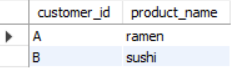 customer_id product_name
A ramen
B sushi